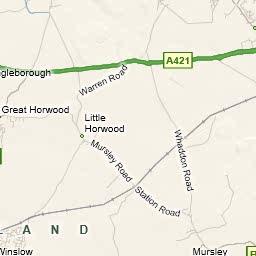 A421
gleborough
Warren Road
Great Horwood
Little
Horwood
Mursley Road
Whaddon Road
Station Road
A N D
Winslow
Mursley
B